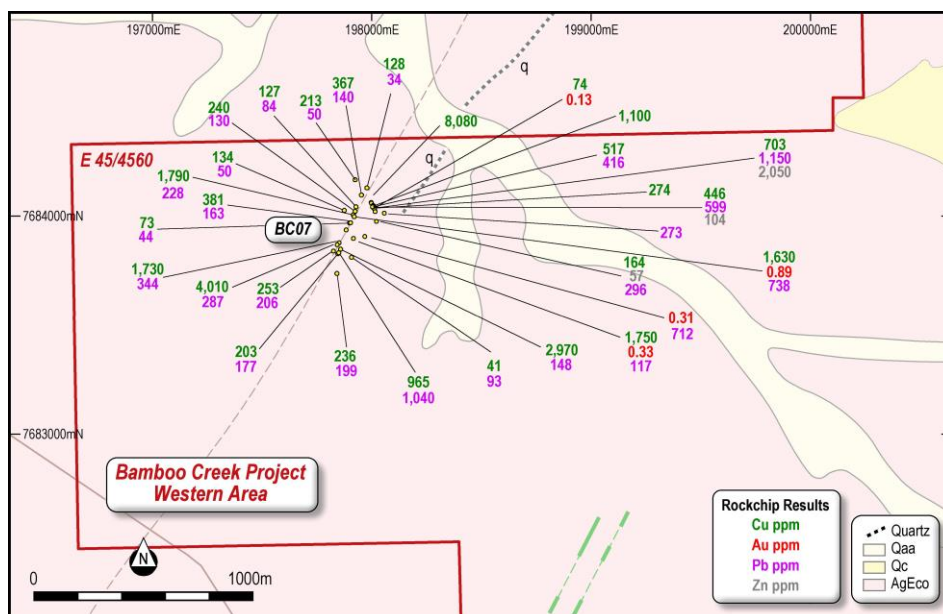 197000mE
198000mE
199000mE
200000mE
q
128
34
367
140
127
84
213
50
240
130
8,080
74
0.13
1,100
E 45/4560
q
134
50
517
416
703
1,150
2,050
1,790
228
274
446
599
104
381
163
7684000mN
73
44
BC07
273
1,730
344
4,010
287
253
206
164
57
296
1,630
0.89
738
0.31
712
1,750
0.33
117
203
177
236
199
965
1,040
41
93
2,970
148
7683000mN
Bamboo Creek Project
Western Area
N
0
1000m
Rockchip Results
Cu ppm
Au ppm
Pb ppm
Zn ppm
Quartz
Qaa
Qc
AgEco